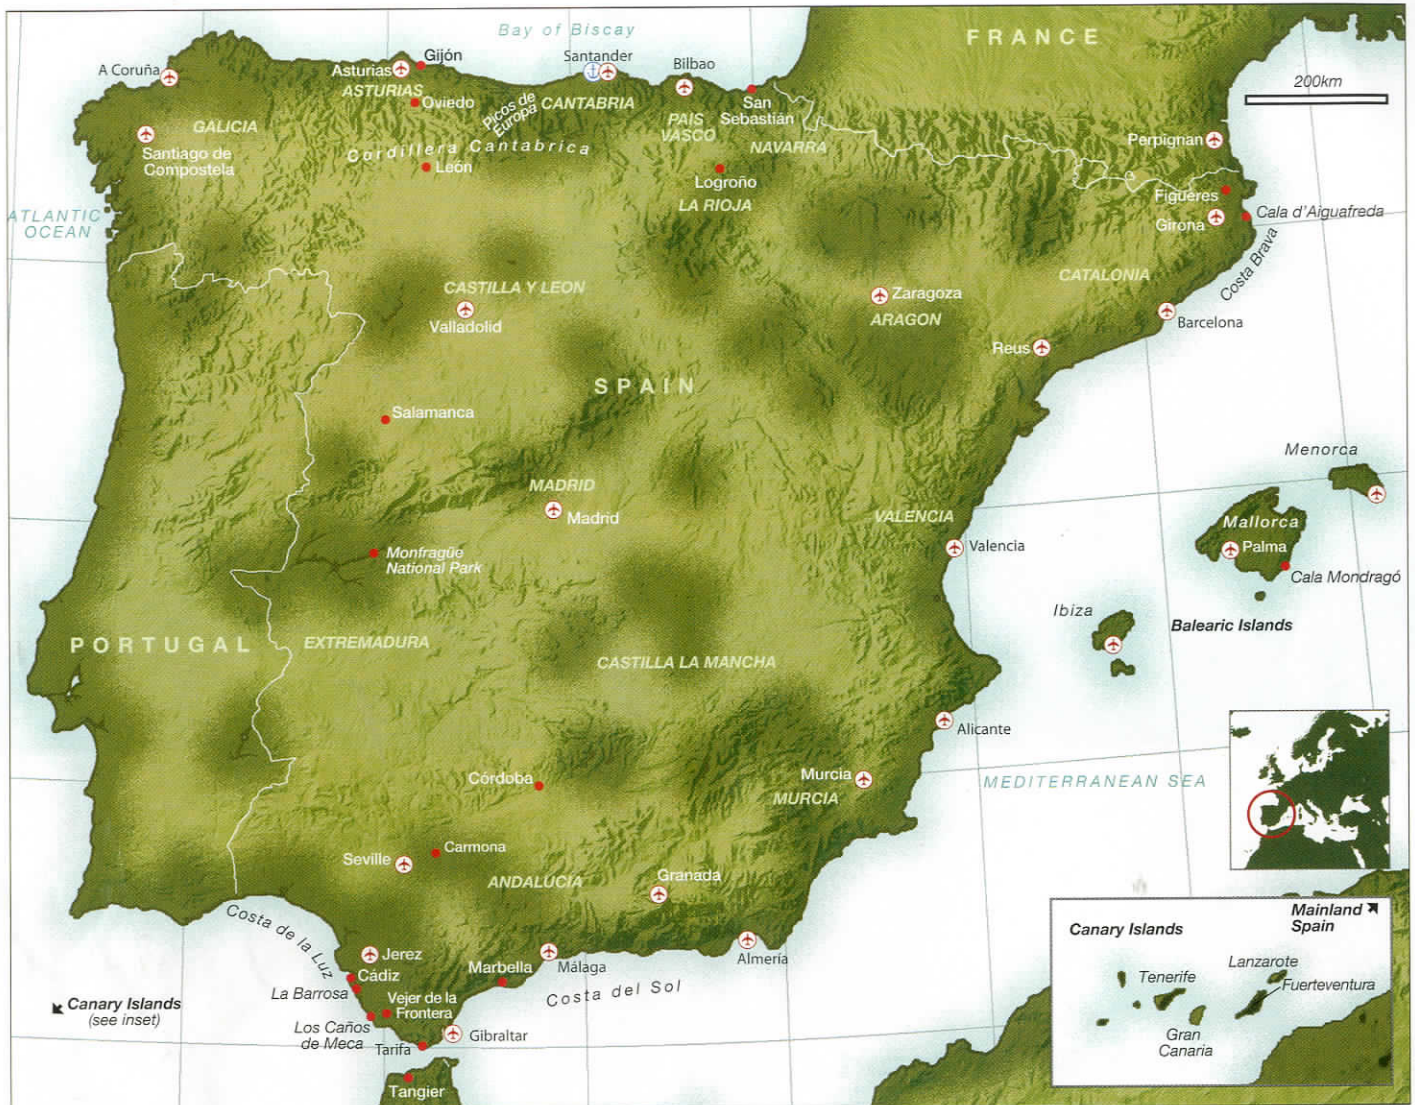 Bay of Biscay
FRANCE
A Coruña
Asturias
Gijón
Santander
Bilbao
200km
ASTURIAS
Oviedo
Picos de
Europa
CANTABRIA
PAIS
VASCO
San
Sebastián
GALICIA
Santiago de
Compostela
Cordillera Cantabrica
León
NAVARRA
Perpignan
Logroño
LA RIOJA
Figueres
Girona
Cala d'Aiguafreda
Costa Brava
ATLANTIC
OCEAN
CASTILLA Y LEON
Valladolid
Zaragoza
ARAGON
CATALONIA
Barcelona
Reus
SPAIN
Salamanca
Menorca
MADRID
Madrid
VALENCIA
Valencia
Mallorca
Palma
Cala Mondragó
Monfragüe
National Park
Ibiza
Balearic Islands
PORTUGAL
EXTREMADURA
CASTILLA LA MANCHA
Alicante
Córdoba
Murcia
MURCIA
MEDITERRANEAN SEA
Seville
Carmona
ANDALUCIA
Granada
Costa de la Luz
Jerez
Cádiz
La Barrosa
Vejer de la
Frontera
Los Caños
de Meca
Tarifa
Gibraltar
Marbella
Málaga
Almería
Costa del Sol
Tangier
Canary Islands
(see inset)
Canary Islands
Mainland
Spain
Tenerife
Lanzarote
Fuerteventura
Gran
Canaria